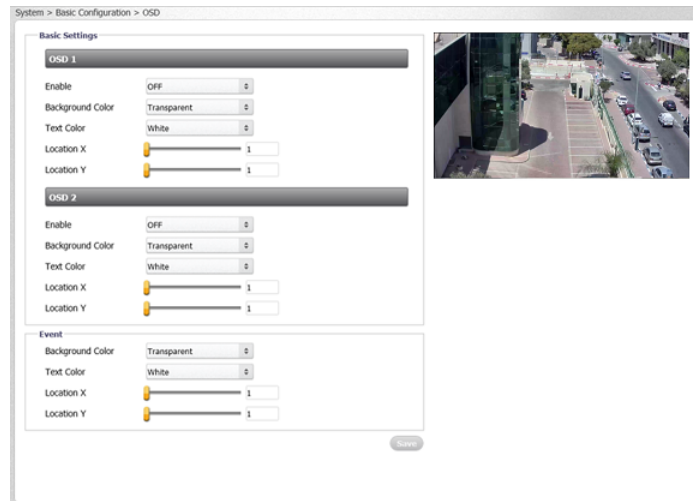 System > Basic Configuration > OSD
Basic Settings
OSD 1
Enable OFF
Background Color Transparent
Text Color White
Location X 1
Location Y 1
OSD 2
Enable OFF
Background Color Transparent
Text Color White
Location X 1
Location Y 1
Event
Background Color Transparent
Text Color White
Location X 1
Location Y 1
Save